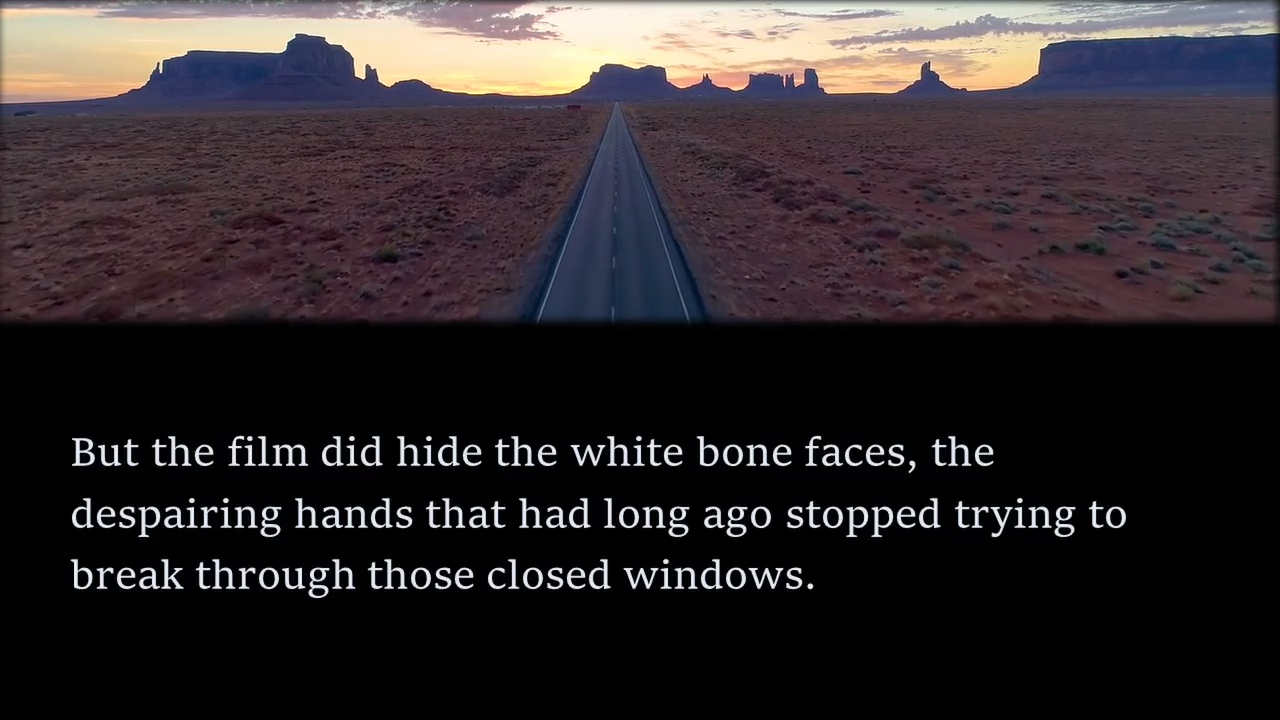 But the film did hide the white bone faces, the
despairing hands that had long ago stopped trying to
break through those closed windows.